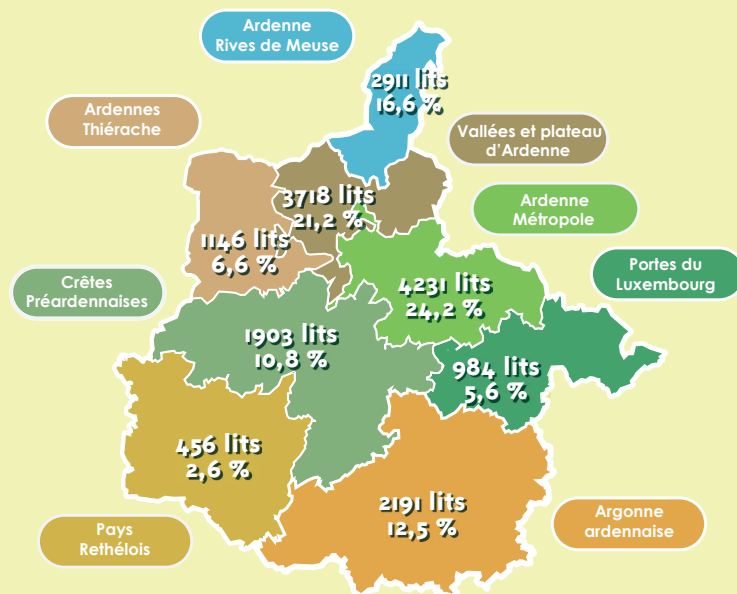 Ardenne
Rives de Meuse
2911 lits
16,6 %
Ardennes
Thiérache
Vallées et plateau
d'Ardenne
3718 lits
21,2 %
Ardenne
Métropole
1146 lits
6,6 %
Portes du
Luxembourg
Crêtes
Préardennaises
4231 lits
24,2 %
1903 lits
10,8 %
984 lits
5,6 %
456 lits
2,6 %
2191 lits
12,5 %
Pays
Rethélois
Argonne
ardennaise